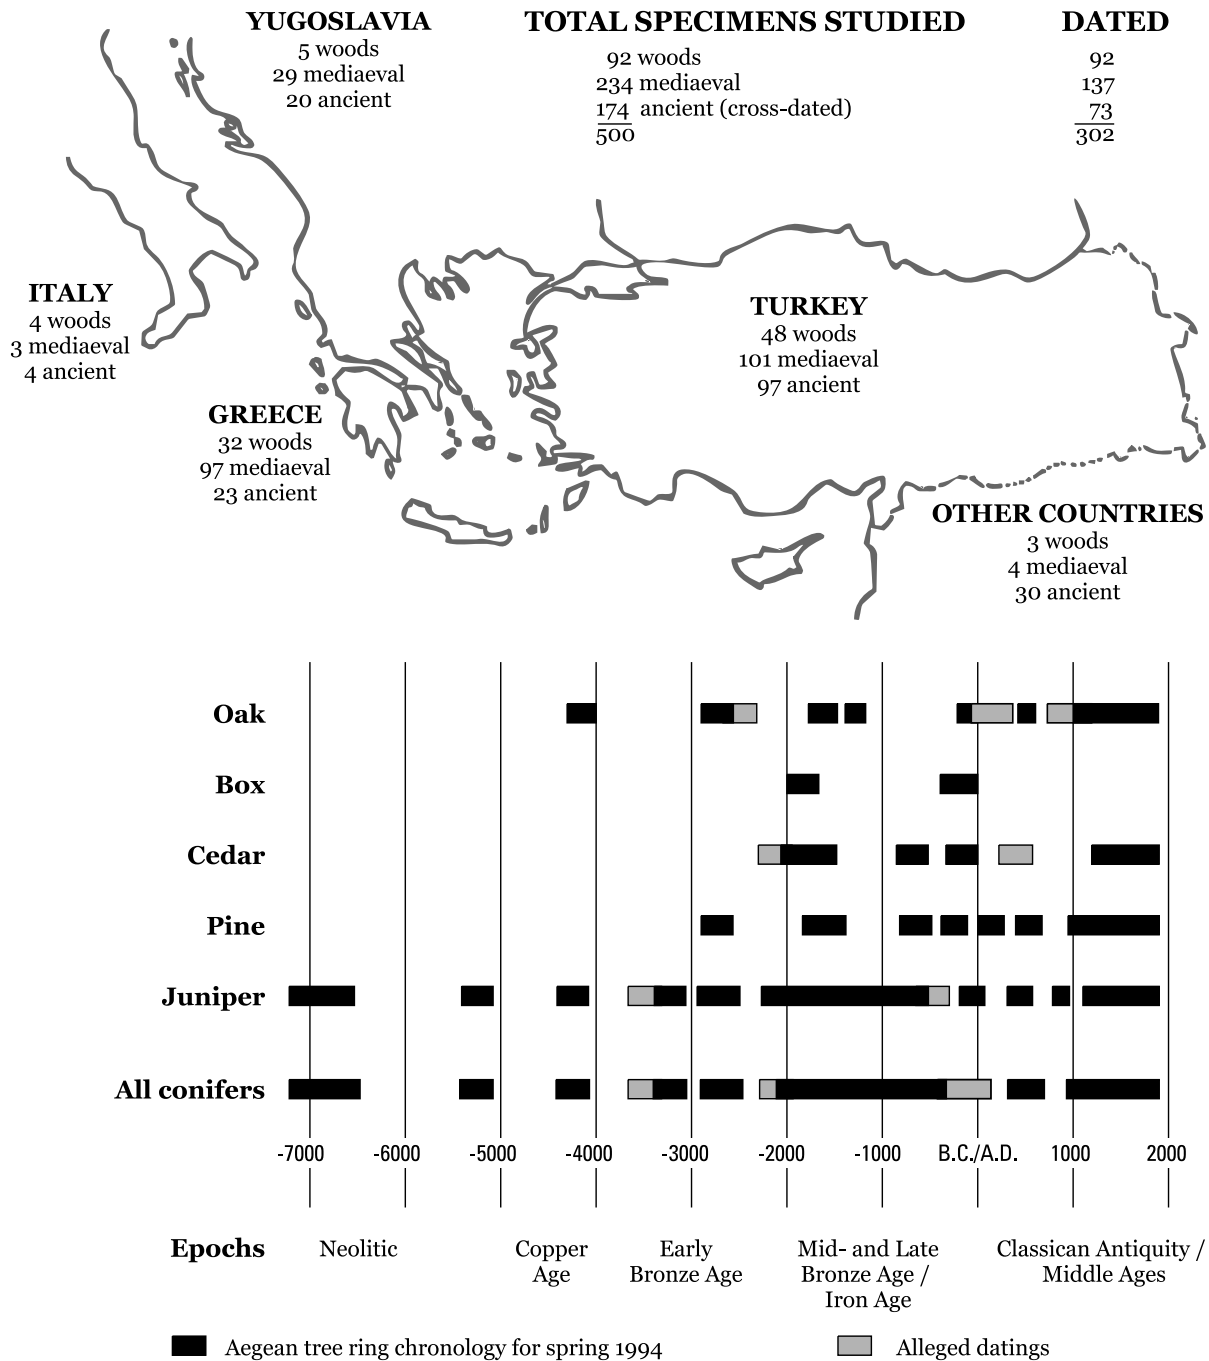 YUGOSLAVIA
5 woods
29 mediaeval
20 ancient
TOTAL SPECIMENS STUDIED
92 woods
234 mediaeval
174 ancient (cross-dated)
500
DATED
92
137
73
302
ITALY
4 woods
3 mediaeval
4 ancient
GREECE
32 woods
97 mediaeval
23 ancient
TURKEY
48 woods
101 mediaeval
97 ancient
OTHER COUNTRIES
3 woods
4 mediaeval
30 ancient
Oak
Box
Cedar
Pine
Juniper
All conifers
-7000 -6000 -5000 -4000 -3000 -2000 -1000 B.C./A.D. 1000 2000
Epochs
Neolitic
Copper
Age
Early
Bronze Age
Mid- and Late
Bronze Age /
Iron Age
Classican Antiquity /
Middle Ages
Aegean tree ring chronology for spring 1994
Alleged datings